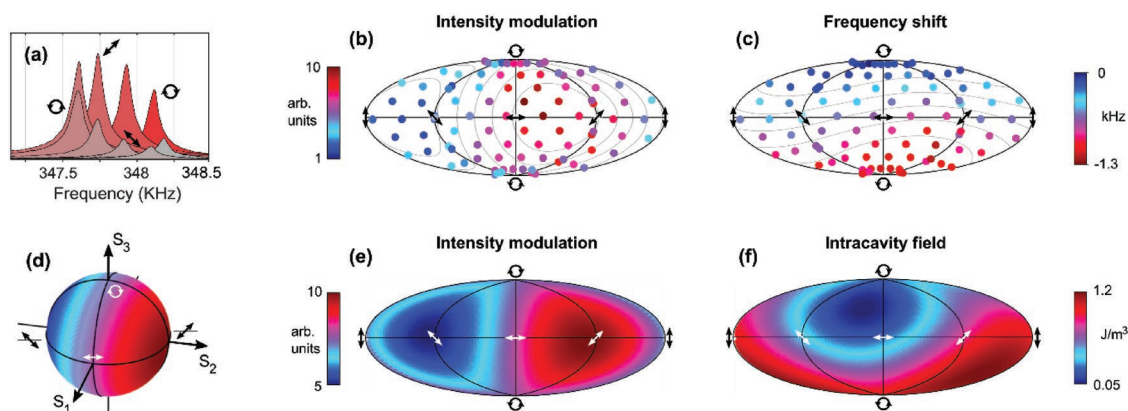 (a)
347.5
348
348.5
Frequency (KHz)
Intensity modulation
(b)
10
arb.
units
1
Frequency shift
(c)
0
kHz
-1.3
(d)
S3
S2
S1
Intensity modulation
(e)
10
arb.
units
5
Intracavity field
(f)
1.2
J/m³
0.05